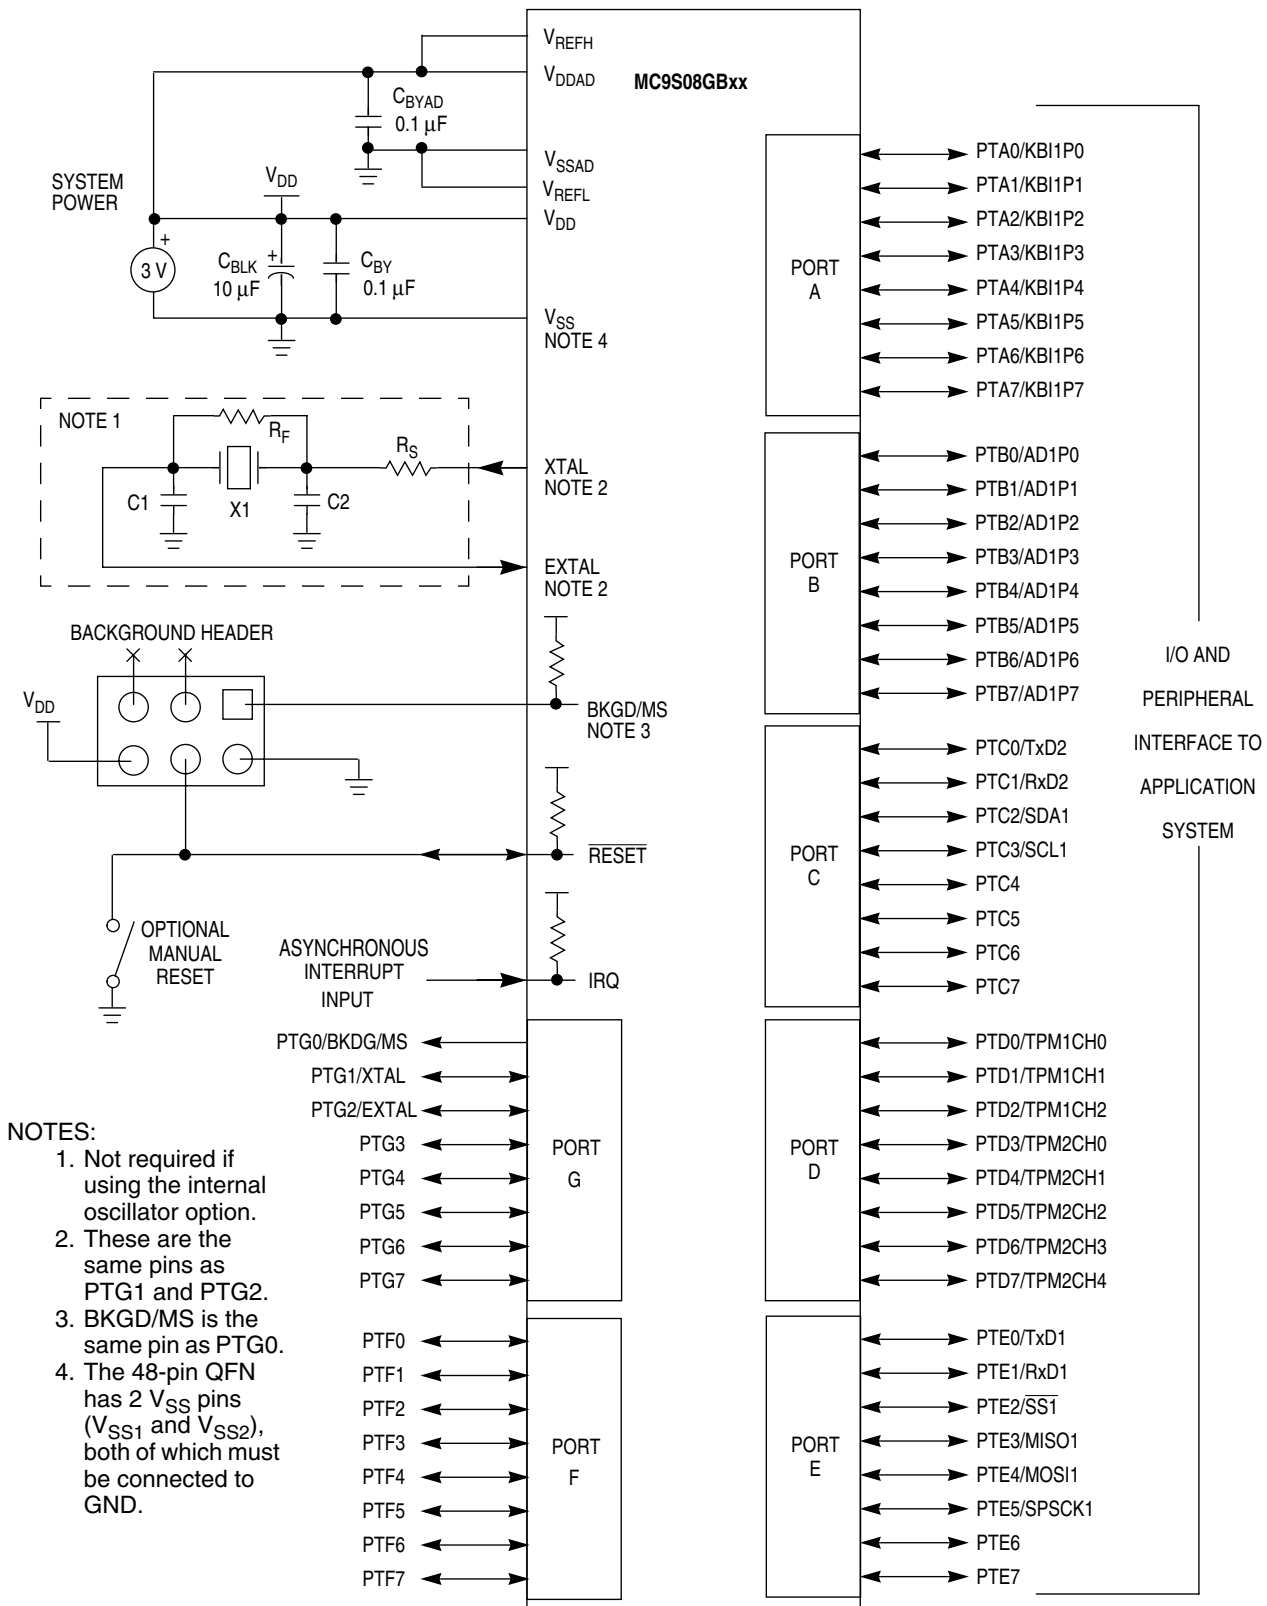 MC9S08GBxx
VREFH
VDDAD
CBYAD
0.1 µF
VSSAD
VREFL
SYSTEM
POWER
VDD
VDD
+
3 V
CBLK
+
10 µF
CBY
0.1 µF
VSS
NOTE 4
NOTE 1
RF
RS
C1
X1
C2
XTAL
NOTE 2
EXTAL
NOTE 2
BACKGROUND HEADER
VDD
BKGD/MS
NOTE 3
RESET
OPTIONAL
MANUAL
RESET
ASYNCHRONOUS
INTERRUPT
INPUT
IRQ
PTG0/BKDG/MS
PTG1/XTAL
PTG2/EXTAL
PTG3
PTG4
PTG5
PTG6
PTG7
PORT
G
PTF0
PTF1
PTF2
PTF3
PTF4
PTF5
PTF6
PTF7
PORT
F
NOTES:
1. Not required if
using the internal
oscillator option.
2. These are the
same pins as
PTG1 and PTG2.
3. BKGD/MS is the
same pin as PTG0.
4. The 48-pin QFN
has 2 VSS pins
(VSS1 and VSS2),
both of which must
be connected to
GND.
PORT
A
PTA0/KBI1P0
PTA1/KBI1P1
PTA2/KBI1P2
PTA3/KBI1P3
PTA4/KBI1P4
PTA5/KBI1P5
PTA6/KBI1P6
PTA7/KBI1P7
PORT
B
PTB0/AD1P0
PTB1/AD1P1
PTB2/AD1P2
PTB3/AD1P3
PTB4/AD1P4
PTB5/AD1P5
PTB6/AD1P6
PTB7/AD1P7
PORT
C
PTC0/TxD2
PTC1/RxD2
PTC2/SDA1
PTC3/SCL1
PTC4
PTC5
PTC6
PTC7
PORT
D
PTD0/TPM1CH0
PTD1/TPM1CH1
PTD2/TPM1CH2
PTD3/TPM2CH0
PTD4/TPM2CH1
PTD5/TPM2CH2
PTD6/TPM2CH3
PTD7/TPM2CH4
PORT
E
PTE0/TxD1
PTE1/RxD1
PTE2/SS1
PTE3/MISO1
PTE4/MOSI1
PTE5/SPSCK1
PTE6
PTE7
I/O AND
PERIPHERAL
INTERFACE TO
APPLICATION
SYSTEM